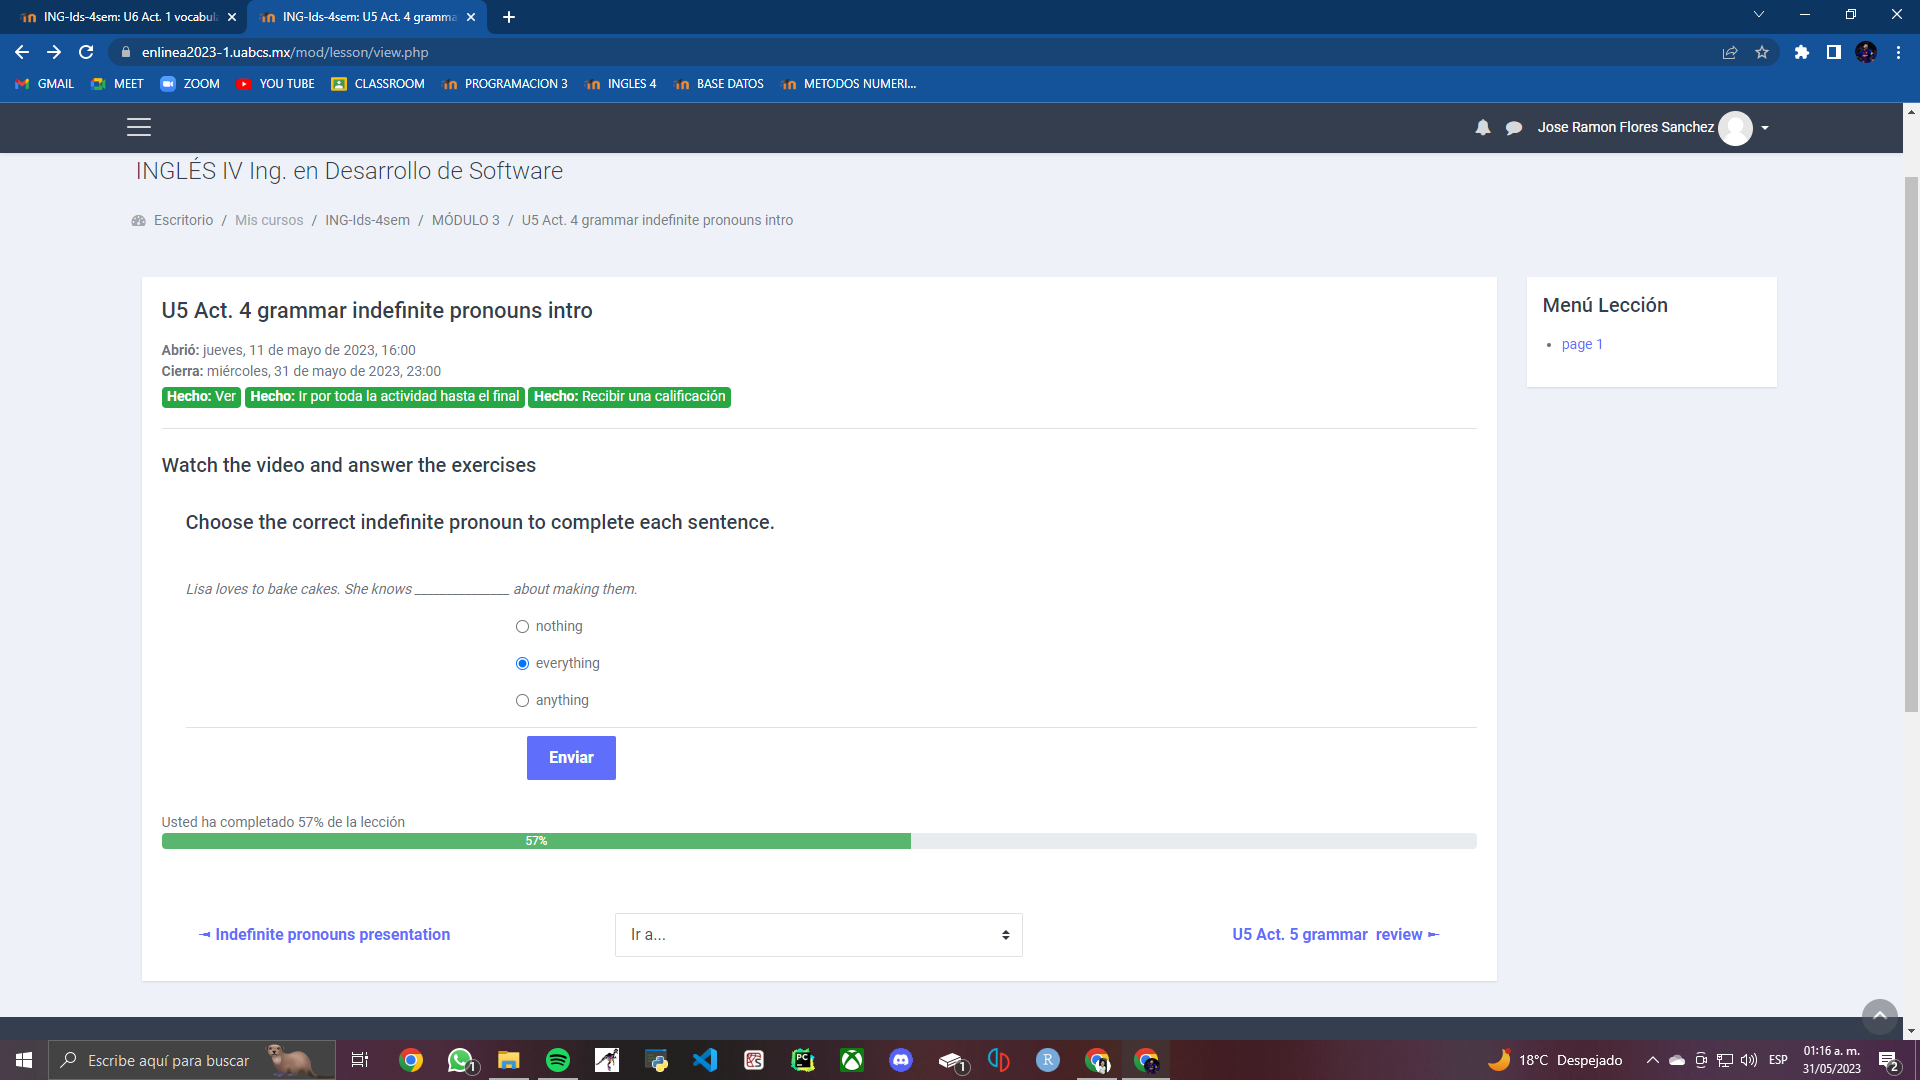 ING-Ids-4sem: U6 Act. 1 vocabula
ING-Ids-4sem: U5 Act. 4 gramma
enlinea2023-1.uabcs.mx/mod/lesson/view.php
GMAIL
MEET
ZOOM
YOU TUBE
CLASSROOM
PROGRAMACION 3
INGLES 4
BASE DATOS
METODOS NUMERI...
Jose Ramon Flores Sanchez
INGLÉS IV Ing. en Desarrollo de Software
Escritorio / Mis cursos / ING-Ids-4sem / MÓDULO 3 / U5 Act. 4 grammar indefinite pronouns intro
U5 Act. 4 grammar indefinite pronouns intro
Abrió: jueves, 11 de mayo de 2023, 16:00
Cierra: miércoles, 31 de mayo de 2023, 23:00
Hecho: Ver
Hecho: Ir por toda la actividad hasta el final
Hecho: Recibir una calificación
Menú Lección
page 1
Watch the video and answer the exercises
Choose the correct indefinite pronoun to complete each sentence.
Lisa loves to bake cakes. She knows ______________ about making them.
nothing
everything
anything
Enviar
Usted ha completado 57% de la lección
57%
Indefinite pronouns presentation
Ir a...
U5 Act. 5 grammar review
Escribe aquí para buscar
1
PC
1
R
18°C Despejado
ESP
01:16 a. m.
31/05/2023
2